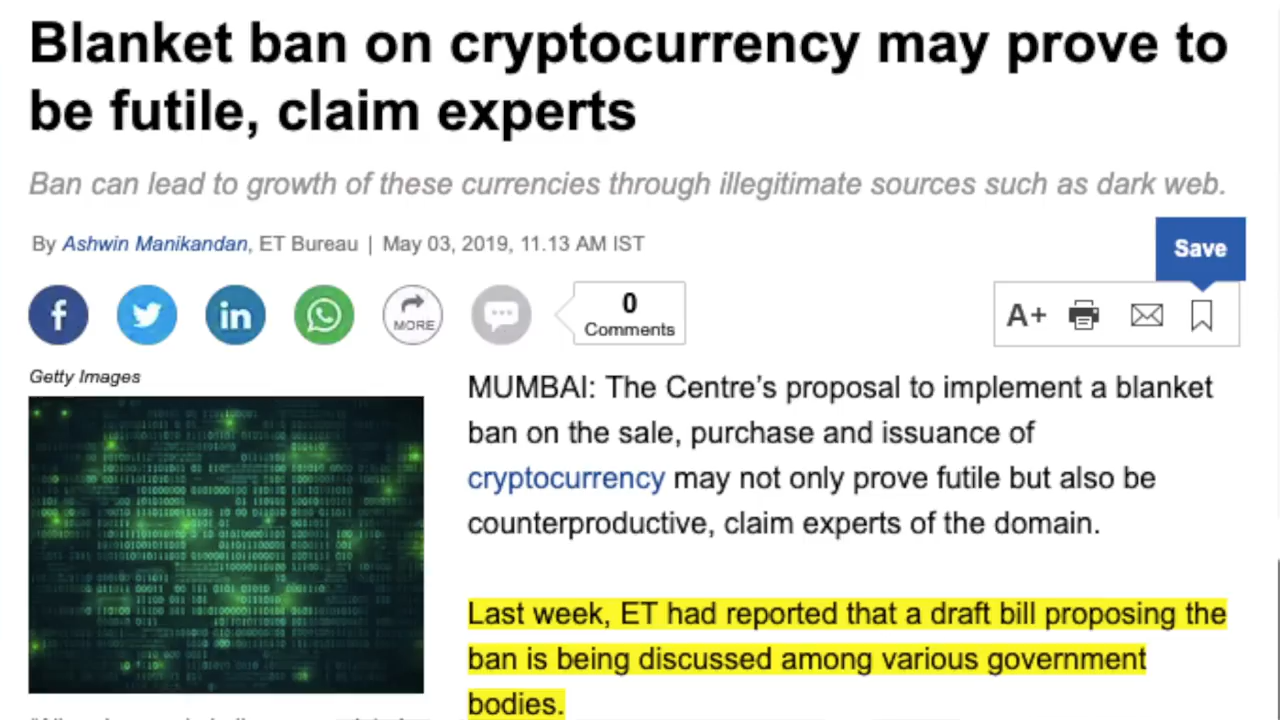 Blanket ban on cryptocurrency may prove to
be futile, claim experts
Ban can lead to growth of these currencies through illegitimate sources such as dark web.
By Ashwin Manikandan, ET Bureau | May 03, 2019, 11.13 AM IST
Save
MORE
0
Comments
A+
Getty Images
MUMBAI: The Centre's proposal to implement a blanket
ban on the sale, purchase and issuance of
cryptocurrency may not only prove futile but also be
counterproductive, claim experts of the domain.
Last week, ET had reported that a draft bill proposing the
ban is being discussed among various government
bodies.